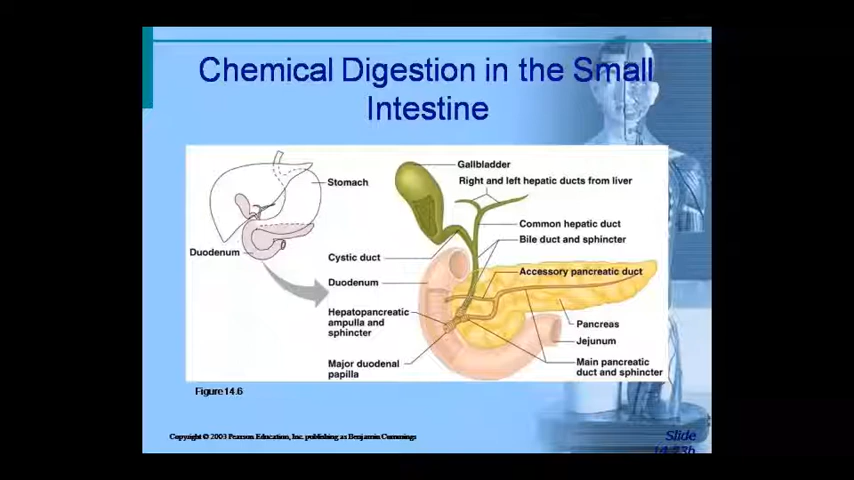 Chemical Digestion in the Small
Intestine
Gallbladder
Right and left hepatic ducts from liver
Stomach
Common hepatic duct
Bile duct and sphincter
Duodenum
Cystic duct
Accessory pancreatic duct
Duodenum
Hepatopancreatic
ampulla and
sphincter
Pancreas
Jejunum
Major duodenal
papilla
Main pancreatic
duct and sphincter
Figure 14.6
Copyright © 2003 Pearson Education, Inc. publishing as Benjamin Cummings
Slide
14.23b